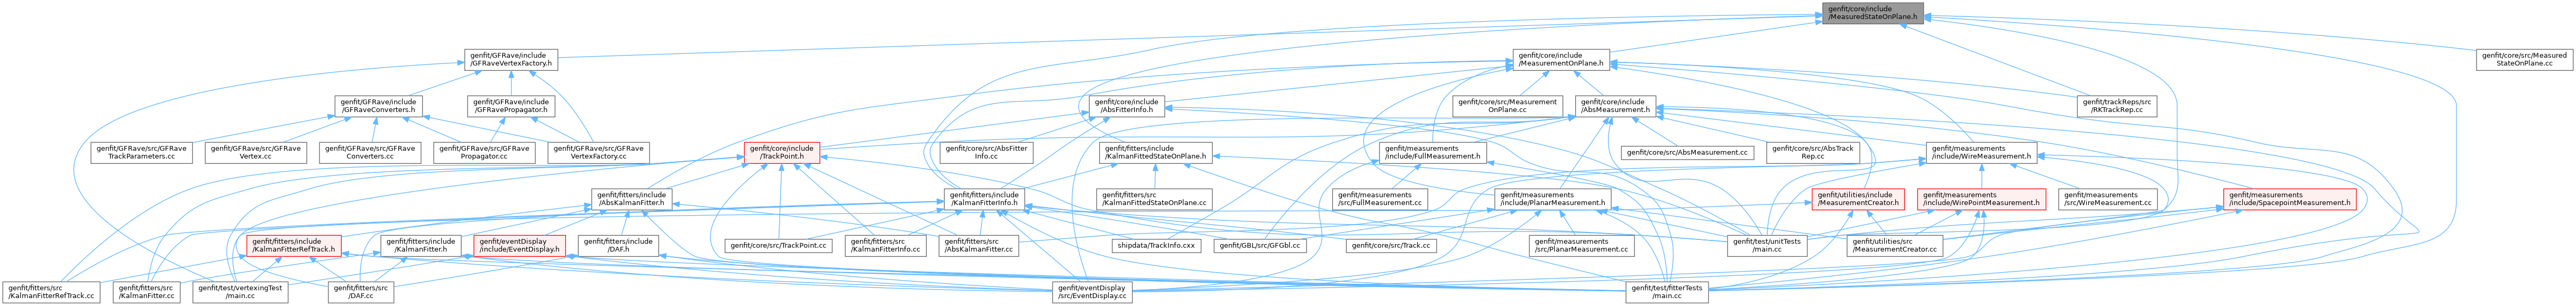 genfit/core/include
/MeasuredStateOnPlane.h
genfit/GFRave/include
/GFRaveVertexFactory.h
genfit/core/include
/MeasurementOnPlane.h
genfit/core/src/Measured
StateOnPlane.cc
genfit/GFRave/include
/GFRaveConverters.h
genfit/GFRave/include
/GFRavePropagator.h
genfit/core/include
/AbsFitterInfo.h
genfit/core/src/Measurement
OnPlane.cc
genfit/core/include
/AbsMeasurement.h
genfit/trackReps/src
/RKTrackRep.cc
genfit/GFRave/src/GFRave
TrackParameters.cc
genfit/GFRave/src/GFRave
Vertex.cc
genfit/GFRave/src/GFRave
Converters.cc
genfit/GFRave/src/GFRave
Propagator.cc
genfit/GFRave/src/GFRave
VertexFactory.cc
genfit/core/include
/TrackPoint.h
genfit/core/src/AbsFitter
Info.cc
genfit/fitters/include
/KalmanFittedStateOnPlane.h
genfit/measurements
/include/FullMeasurement.h
genfit/core/src/AbsMeasurement.cc
genfit/core/src/AbsTrack
Rep.cc
genfit/measurements
/include/WireMeasurement.h
genfit/fitters/include
/AbsKalmanFitter.h
genfit/fitters/include
/KalmanFitterInfo.h
genfit/fitters/src
/KalmanFittedStateOnPlane.cc
genfit/measurements
/src/FullMeasurement.cc
genfit/measurements
/include/PlanarMeasurement.h
genfit/utilities/include
/MeasurementCreator.h
genfit/measurements
/include/WirePointMeasurement.h
genfit/measurements
/src/WireMeasurement.cc
genfit/measurements
/include/SpacepointMeasurement.h
genfit/fitters/include
/KalmanFitterRefTrack.h
genfit/fitters/include
/KalmanFitter.h
genfit/eventDisplay
/include/EventDisplay.h
genfit/fitters/include
/DAF.h
genfit/core/src/TrackPoint.cc
genfit/fitters/src
/KalmanFitterInfo.cc
genfit/fitters/src
/AbsKalmanFitter.cc
shipdata/TrackInfo.cxx
genfit/GBL/src/GFGbl.cc
genfit/core/src/Track.cc
genfit/measurements
/src/PlanarMeasurement.cc
genfit/test/unitTests
/main.cc
genfit/utilities/src
/MeasurementCreator.cc
genfit/fitters/src
/KalmanFitterRefTrack.cc
genfit/fitters/src
/KalmanFitter.cc
genfit/test/vertexingTest
/main.cc
genfit/fitters/src
/DAF.cc
genfit/eventDisplay
/src/EventDisplay.cc
genfit/test/fitterTests
/main.cc